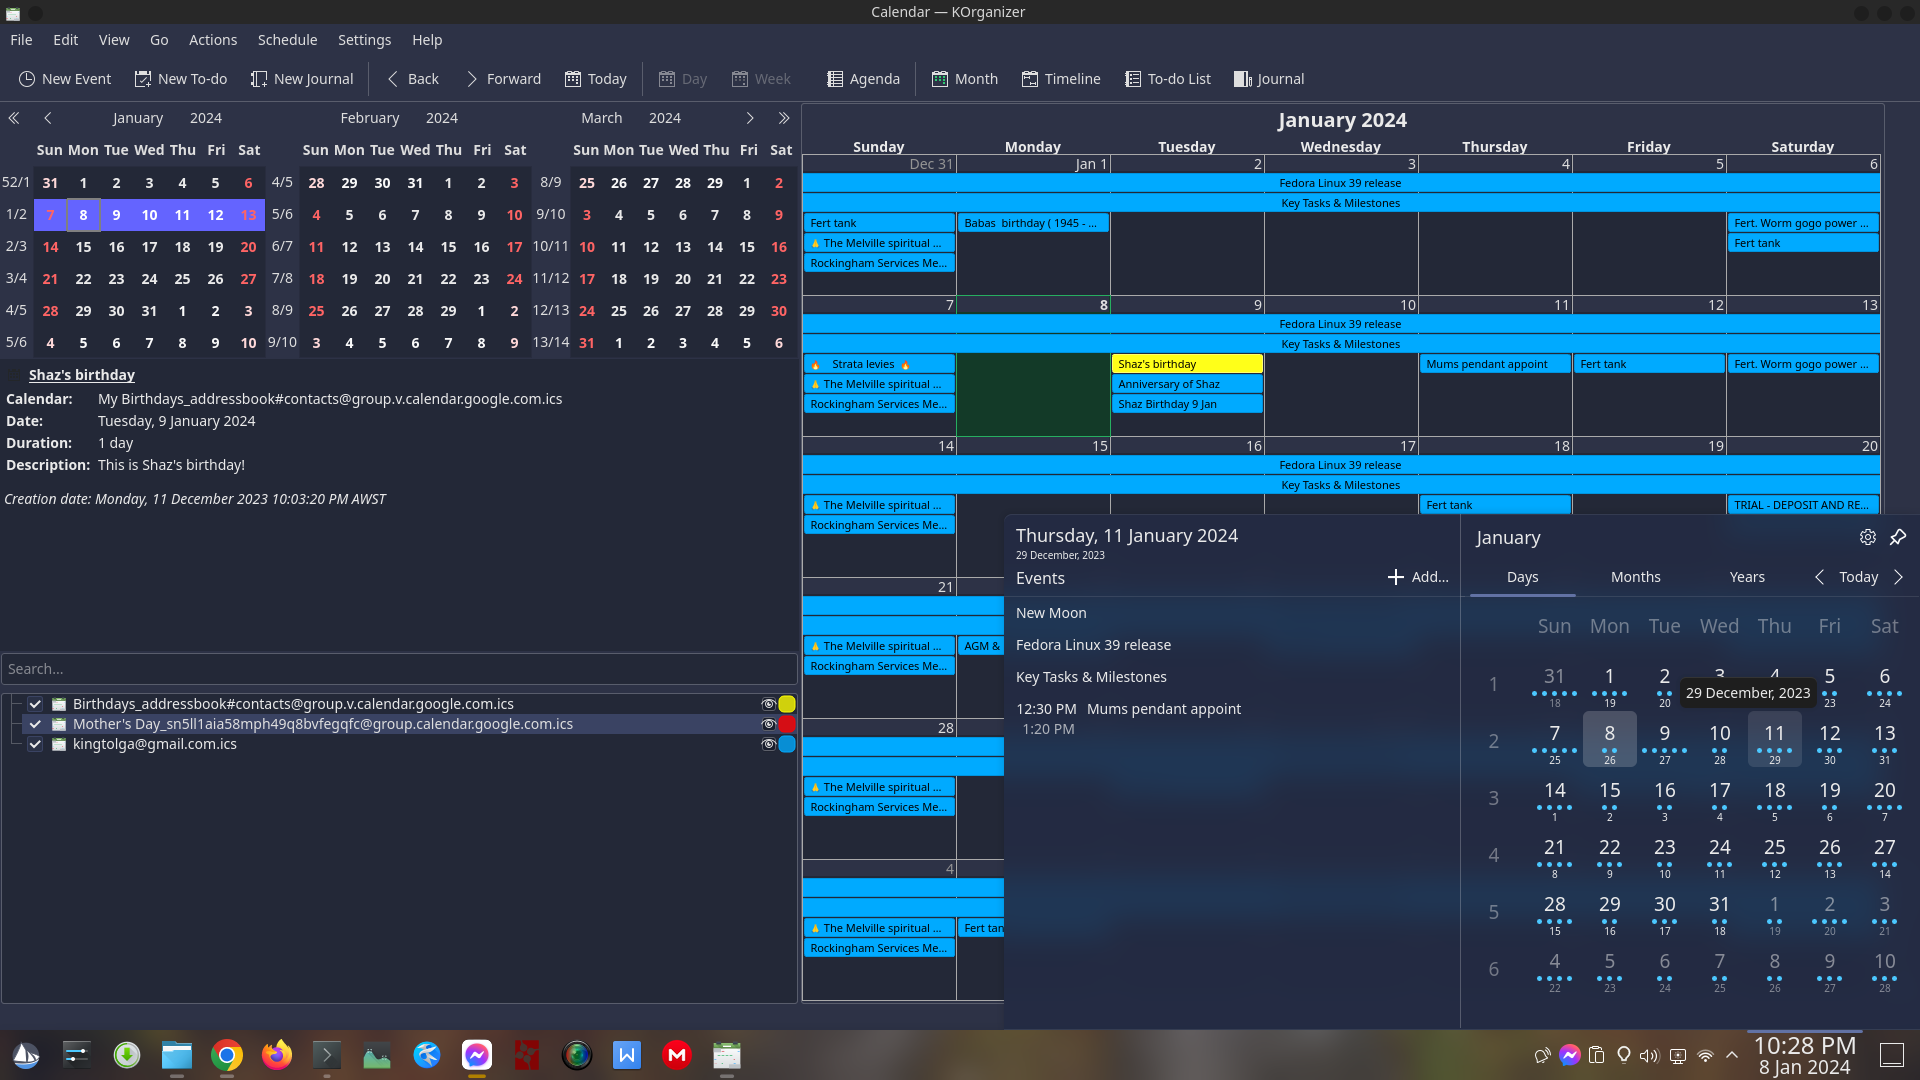 Calendar — KOrganizer
File Edit View Go Actions Schedule Settings Help
New Event New To-do New Journal Back Forward Today Day Week Agenda Month Timeline To-do List Journal
January 2024 February 2024 March 2024
Sun Mon Tue Wed Thu Fri Sat Sun Mon Tue Wed Thu Fri Sat Sun Mon Tue Wed Thu Fri Sat
52/1 31 1 2 3 4 5 6 4/5 28 29 30 31 1 2 3 8/9 25 26 27 28 29 1 2
1/2 7 8 9 10 11 12 13 5/6 4 5 6 7 8 9 10 9/10 3 4 5 6 7 8 9
2/3 14 15 16 17 18 19 20 6/7 11 12 13 14 15 16 17 10/11 10 11 12 13 14 15 16
3/4 21 22 23 24 25 26 27 7/8 18 19 20 21 22 23 24 11/12 17 18 19 20 21 22 23
4/5 28 29 30 31 1 2 3 8/9 25 26 27 28 29 1 2 12/13 24 25 26 27 28 29 30
5/6 4 5 6 7 8 9 10 9/10 3 4 5 6 7 8 9 13/14 31 1 2 3 4 5 6
Shaz's birthday
Calendar: My Birthdays_addressbook#contacts@group.v.calendar.google.com.ics
Date: Tuesday, 9 January 2024
Duration: 1 day
Description: This is Shaz's birthday!
Creation date: Monday, 11 December 2023 10:03:20 PM AWST
Search...
Birthdays_addressbook#contacts@group.v.calendar.google.com.ics
Mother's Day_sn5ll1aia58mph49q8bvfegqfc@group.calendar.google.com.ics
kingtolga@gmail.com.ics
January 2024
Sunday Monday Tuesday Wednesday Thursday Friday Saturday
Dec 31 Jan 1 2 3 4 5 6
Fedora Linux 39 release
Key Tasks & Milestones
Fert tank Babas birthday ( 1945 - ... Fert. Worm gogo power ...
The Melville spiritual ... Fert tank
Rockingham Services Me...
7 8 9 10 11 12 13
Fedora Linux 39 release
Key Tasks & Milestones
Strata levies Shaz's birthday Mums pendant appoint Fert tank Fert. Worm gogo power ...
The Melville spiritual ... Anniversary of Shaz
Rockingham Services Me... Shaz Birthday 9 Jan
14 15 16 17 18 19 20
Fedora Linux 39 release
Key Tasks & Milestones
The Melville spiritual ... Fert tank TRIAL - DEPOSIT AND RE...
Rockingham Services Me...
21
The Melville spiritual ... AGM &
Rockingham Services Me...
28
The Melville spiritual ...
Rockingham Services Me...
4
The Melville spiritual ... Fert tan
Rockingham Services Me...
Thursday, 11 January 2024
29 December, 2023
Events Add...
New Moon
Fedora Linux 39 release
Key Tasks & Milestones
12:30 PM Mums pendant appoint
1:20 PM
January
Days Months Years Today
Sun Mon Tue Wed Thu Fri Sat
1 31 1 2 3 4 5 6
18 19 20 23 24
29 December, 2023
2 7 8 9 10 11 12 13
25 26 27 28 29 30 31
3 14 15 16 17 18 19 20
1 2 3 4 5 6 7
4 21 22 23 24 25 26 27
8 9 10 11 12 13 14
5 28 29 30 31 1 2 3
15 16 17 18 19 20 21
6 4 5 6 7 8 9 10
22 23 24 25 26 27 28
10:28 PM
8 Jan 2024